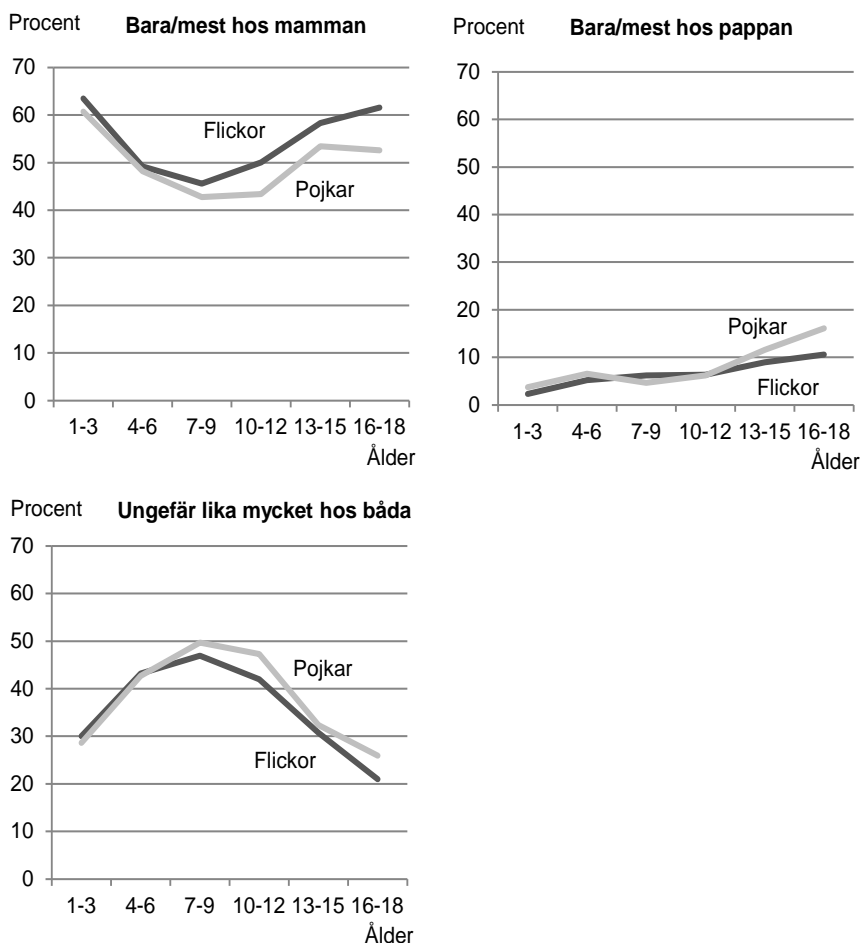 Procent Bara/mest hos mamman
70
60
50
40
30
20
10
0
Flickor
Pojkar
1-3 4-6 7-9 10-12 13-15 16-18
Ålder
Procent Bara/mest hos pappan
70
60
50
40
30
20
10
0
Pojkar
Flickor
1-3 4-6 7-9 10-12 13-15 16-18
Ålder
Procent Ungefär lika mycket hos båda
70
60
50
40
30
20
10
0
Pojkar
Flickor
1-3 4-6 7-9 10-12 13-15 16-18
Ålder